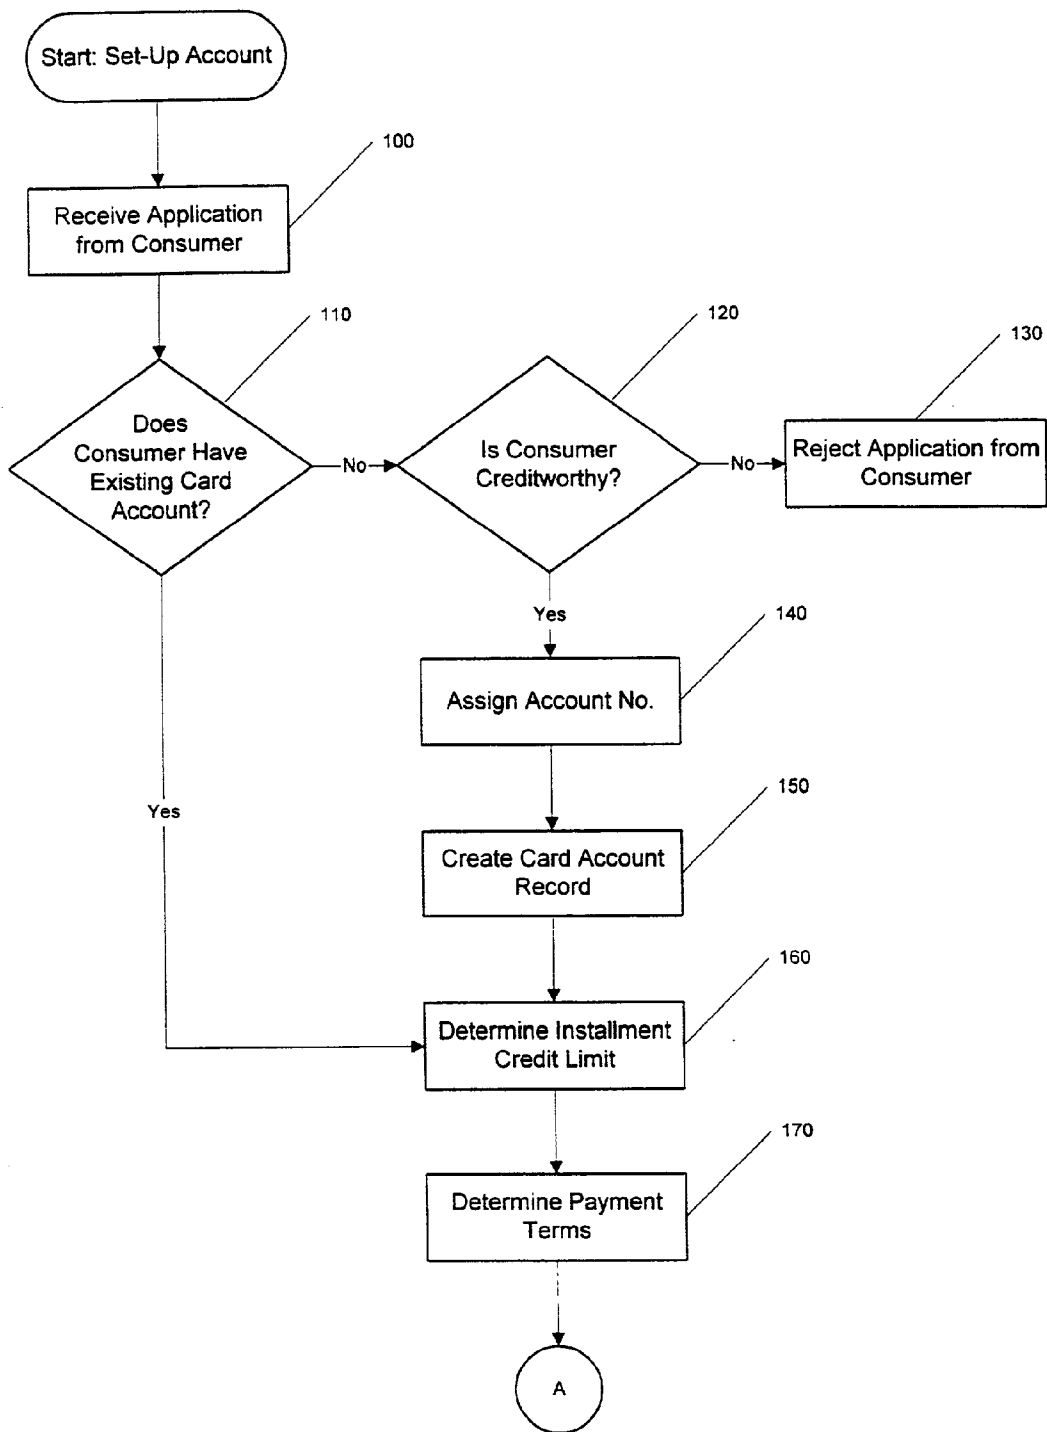 Start: Set-Up Account
100
Receive Application
from Consumer
110
Does
Consumer Have
Existing Card
Account?
No
120
Is Consumer
Creditworthy?
No
130
Reject Application from
Consumer
Yes
140
Assign Account No.
Yes
150
Create Card Account
Record
160
Determine Installment
Credit Limit
170
Determine Payment
Terms
A